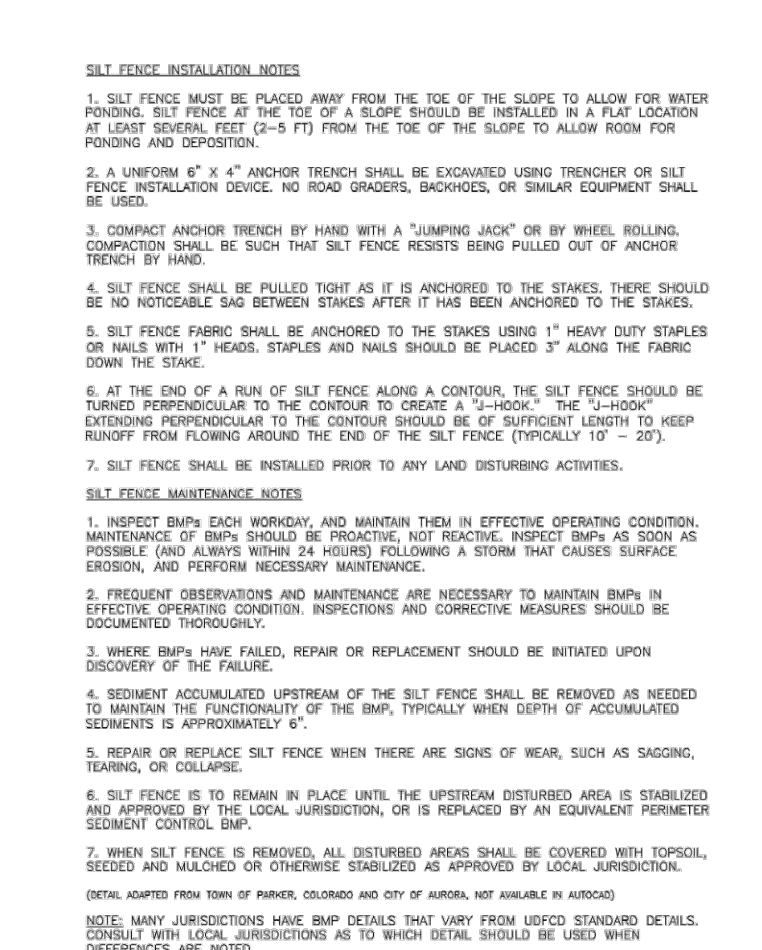 SILT FENCE INSTALLATION NOTES
1. SILT FENCE MUST BE PLACED AWAY FROM THE TOE OF THE SLOPE TO ALLOW FOR WATER
PONDING. SILT FENCE AT THE TOE OF A SLOPE SHOULD BE INSTALLED IN A FLAT LOCATION
AT LEAST SEVERAL FEET (2-5 FT) FROM THE TOE OF THE SLOPE TO ALLOW ROOM FOR
PONDING AND DEPOSITION.
2. A UNIFORM 6" X 4" ANCHOR TRENCH SHALL BE EXCAVATED USING TRENCHER OR SILT
FENCE INSTALLATION DEVICE. NO ROAD GRADERS, BACKHOES, OR SIMILAR EQUIPMENT SHALL
BE USED.
3. COMPACT ANCHOR TRENCH BY HAND WITH A "JUMPING JACK" OR BY WHEEL ROLLING.
COMPACTION SHALL BE SUCH THAT SILT FENCE RESISTS BEING PULLED OUT OF ANCHOR
TRENCH BY HAND.
4. SILT FENCE SHALL BE PULLED TIGHT AS IT IS ANCHORED TO THE STAKES. THERE SHOULD
BE NO NOTICEABLE SAG BETWEEN STAKES AFTER IT HAS BEEN ANCHORED TO THE STAKES.
5. SILT FENCE FABRIC SHALL BE ANCHORED TO THE STAKES USING 1" HEAVY DUTY STAPLES
OR NAILS WITH 1" HEADS. STAPLES AND NAILS SHOULD BE PLACED 3" ALONG THE FABRIC
DOWN THE STAKE.
6. AT THE END OF A RUN OF SILT FENCE ALONG A CONTOUR, THE SILT FENCE SHOULD BE
TURNED PERPENDICULAR TO THE CONTOUR TO CREATE A "J-HOOK." THE "J-HOOK"
EXTENDING PERPENDICULAR TO THE CONTOUR SHOULD BE OF SUFFICIENT LENGTH TO KEEP
RUNOFF FROM FLOWING AROUND THE END OF THE SILT FENCE (TYPICALLY 10' - 20').
7. SILT FENCE SHALL BE INSTALLED PRIOR TO ANY LAND DISTURBING ACTIVITIES.
SILT FENCE MAINTENANCE NOTES
1. INSPECT BMPs EACH WORKDAY, AND MAINTAIN THEM IN EFFECTIVE OPERATING CONDITION.
MAINTENANCE OF BMPs SHOULD BE PROACTIVE, NOT REACTIVE. INSPECT BMPs AS SOON AS
POSSIBLE (AND ALWAYS WITHIN 24 HOURS) FOLLOWING A STORM THAT CAUSES SURFACE
EROSION, AND PERFORM NECESSARY MAINTENANCE.
2. FREQUENT OBSERVATIONS AND MAINTENANCE ARE NECESSARY TO MAINTAIN BMPs IN
EFFECTIVE OPERATING CONDITION. INSPECTIONS AND CORRECTIVE MEASURES SHOULD BE
DOCUMENTED THOROUGHLY.
3. WHERE BMPs HAVE FAILED, REPAIR OR REPLACEMENT SHOULD BE INITIATED UPON
DISCOVERY OF THE FAILURE.
4. SEDIMENT ACCUMULATED UPSTREAM OF THE SILT FENCE SHALL BE REMOVED AS NEEDED
TO MAINTAIN THE FUNCTIONALITY OF THE BMP, TYPICALLY WHEN DEPTH OF ACCUMULATED
SEDIMENTS IS APPROXIMATELY 6".
5. REPAIR OR REPLACE SILT FENCE WHEN THERE ARE SIGNS OF WEAR, SUCH AS SAGGING,
TEARING, OR COLLAPSE.
6. SILT FENCE IS TO REMAIN IN PLACE UNTIL THE UPSTREAM DISTURBED AREA IS STABILIZED
AND APPROVED BY THE LOCAL JURISDICTION, OR IS REPLACED BY AN EQUIVALENT PERIMETER
SEDIMENT CONTROL BMP.
7. WHEN SILT FENCE IS REMOVED, ALL DISTURBED AREAS SHALL BE COVERED WITH TOPSOIL,
SEEDED AND MULCHED OR OTHERWISE STABILIZED AS APPROVED BY LOCAL JURISDICTION.
(DETAIL ADAPTED FROM TOWN OF PARKER, COLORADO AND CITY OF AURORA, NOT AVAILABLE IN AUTOCAD)
NOTE: MANY JURISDICTIONS HAVE BMP DETAILS THAT VARY FROM UDFCD STANDARD DETAILS.
CONSULT WITH LOCAL JURISDICTIONS AS TO WHICH DETAIL SHOULD BE USED WHEN
DIFFERENCES ARE NOTED.